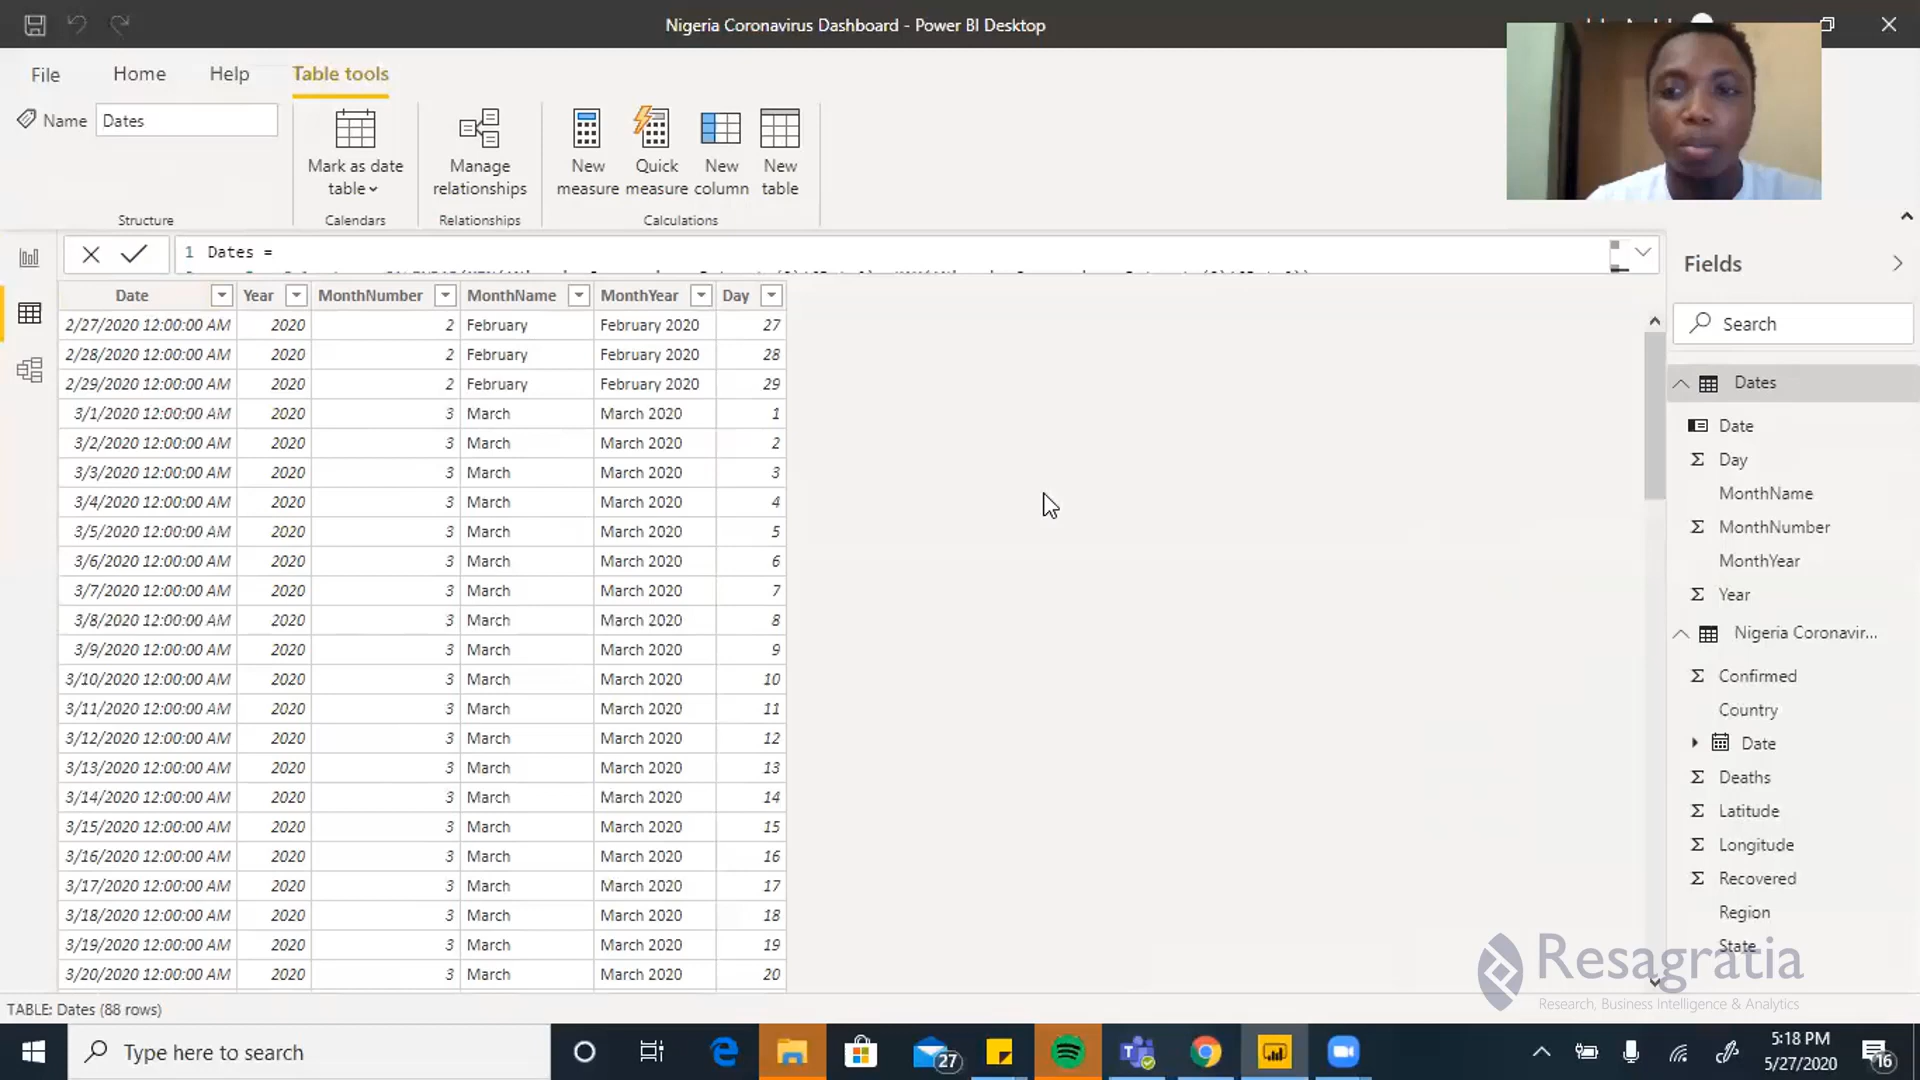 Nigeria Coronavirus Dashboard - Power BI Desktop
File Home Help Table tools
Name Dates
Mark as date table
Manage relationships
New measure
Quick measure
New column
New table
Structure Calendars Relationships Calculations
1 Dates =
Date Year MonthNumber MonthName MonthYear Day
2/27/2020 12:00:00 AM 2020 2 February February 2020 27
2/28/2020 12:00:00 AM 2020 2 February February 2020 28
2/29/2020 12:00:00 AM 2020 2 February February 2020 29
3/1/2020 12:00:00 AM 2020 3 March March 2020 1
3/2/2020 12:00:00 AM 2020 3 March March 2020 2
3/3/2020 12:00:00 AM 2020 3 March March 2020 3
3/4/2020 12:00:00 AM 2020 3 March March 2020 4
3/5/2020 12:00:00 AM 2020 3 March March 2020 5
3/6/2020 12:00:00 AM 2020 3 March March 2020 6
3/7/2020 12:00:00 AM 2020 3 March March 2020 7
3/8/2020 12:00:00 AM 2020 3 March March 2020 8
3/9/2020 12:00:00 AM 2020 3 March March 2020 9
3/10/2020 12:00:00 AM 2020 3 March March 2020 10
3/11/2020 12:00:00 AM 2020 3 March March 2020 11
3/12/2020 12:00:00 AM 2020 3 March March 2020 12
3/13/2020 12:00:00 AM 2020 3 March March 2020 13
3/14/2020 12:00:00 AM 2020 3 March March 2020 14
3/15/2020 12:00:00 AM 2020 3 March March 2020 15
3/16/2020 12:00:00 AM 2020 3 March March 2020 16
3/17/2020 12:00:00 AM 2020 3 March March 2020 17
3/18/2020 12:00:00 AM 2020 3 March March 2020 18
3/19/2020 12:00:00 AM 2020 3 March March 2020 19
3/20/2020 12:00:00 AM 2020 3 March March 2020 20
Fields
Search
Dates
Date
Day
MonthName
MonthNumber
MonthYear
Year
Nigeria Coronavir...
Confirmed
Country
Date
Deaths
Latitude
Longitude
Recovered
Region
State
Resagratia
Research, Business Intelligence & Analytics
TABLE: Dates (88 rows)
Type here to search
27
5:18 PM
5/27/2020
16